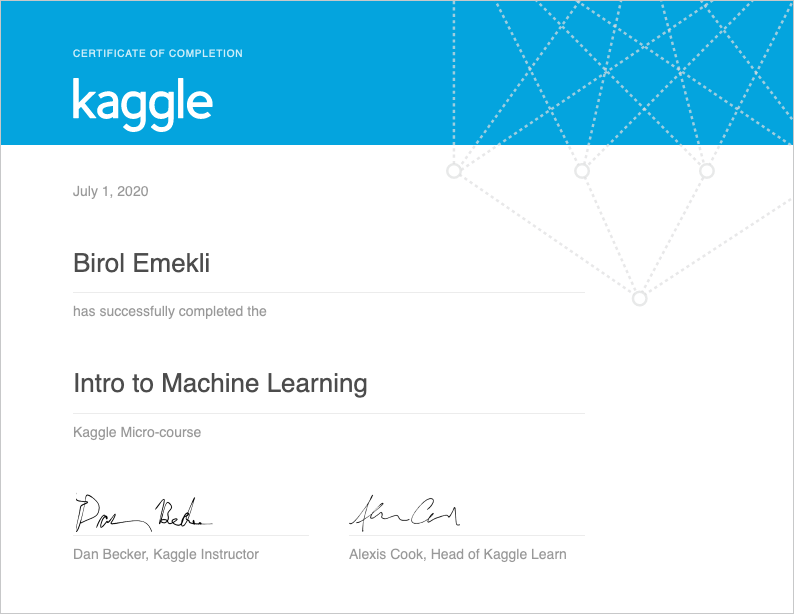 CERTIFICATE OF COMPLETION
kaggle
July 1, 2020
Birol Emekli
has successfully completed the
Intro to Machine Learning
Kaggle Micro-course
Dan Becker
Alexis Cook
Dan Becker, Kaggle Instructor
Alexis Cook, Head of Kaggle Learn